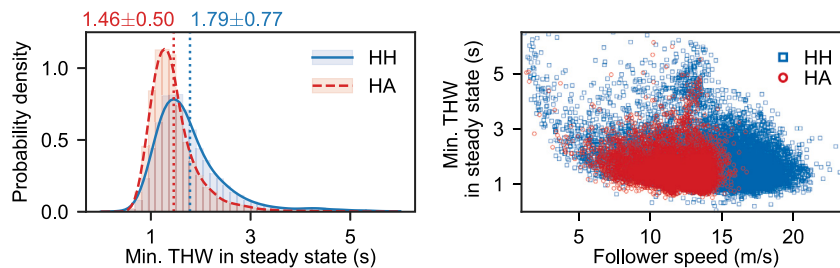 1.46±0.50 1.79±0.77
Probability density
1.0
0.5
0.0
HH
HA
1 3 5
Min. THW in steady state (s)
Min. THW
in steady state (s)
5
3
1
HH
HA
5 10 15 20
Follower speed (m/s)